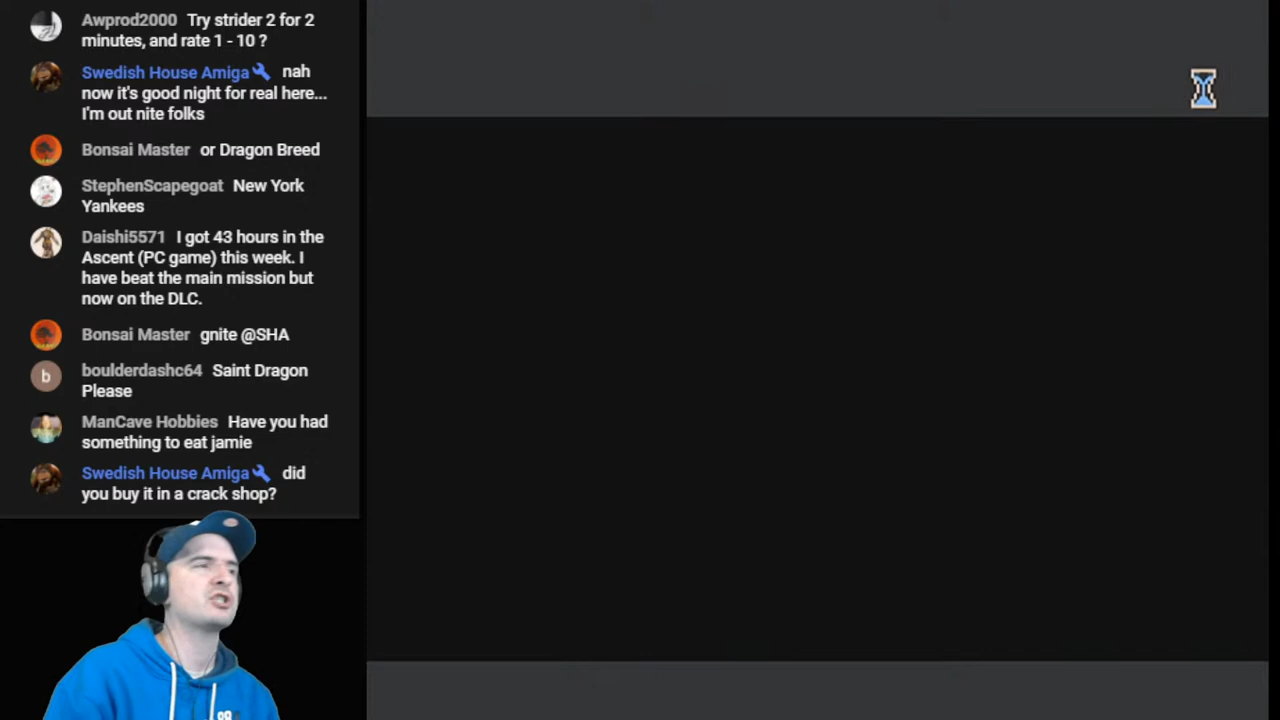 Awprod2000 Try strider 2 for 2
minutes, and rate 1 - 10 ?
Swedish House Amiga nah
now it's good night for real here...
I'm out nite folks
Bonsai Master or Dragon Breed
StephenScapegoat New York
Yankees
Daishi5571 I got 43 hours in the
Ascent (PC game) this week. I
have beat the main mission but
now on the DLC.
Bonsai Master gnite @SHA
b boulderdashc64 Saint Dragon
Please
ManCave Hobbies Have you had
something to eat jamie
Swedish House Amiga did
you buy it in a crack shop?